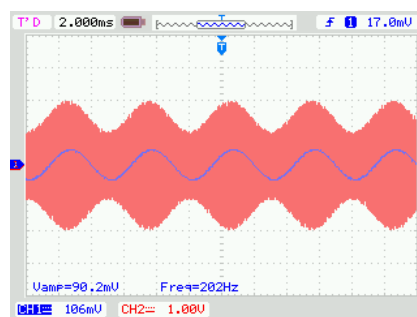 T'D 2.000ms T ƒ 1 17.0mV
T
1
Vamp=90.2mV Freq=202Hz
CH1 106mV CH2 1.00V